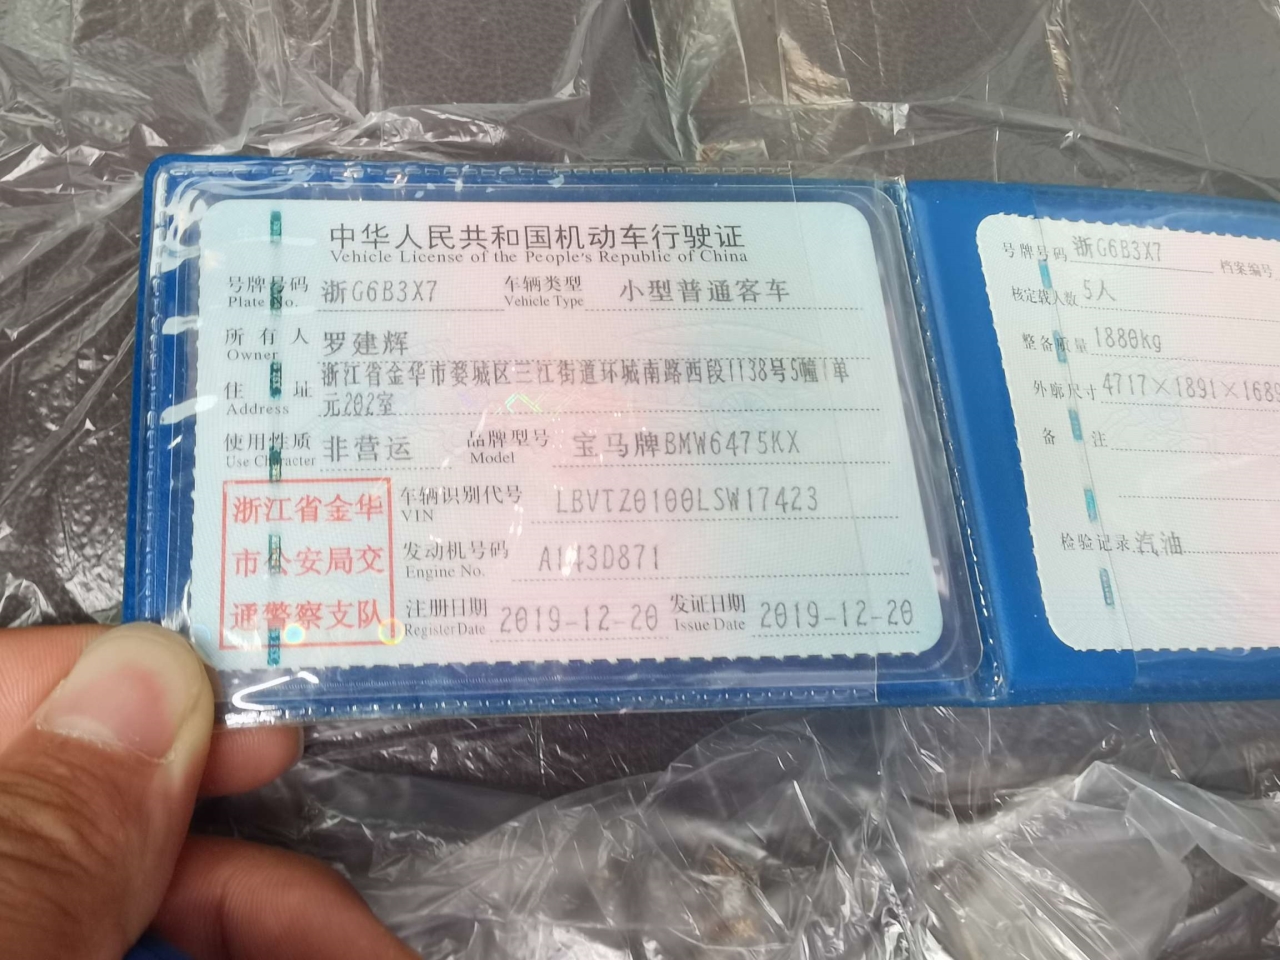 中华人民共和国机动车行驶证
Vehicle License of the People's Republic of China
号牌号码 浙G6B3X7 车辆类型 小型普通客车
Plate No. Vehicle Type
所有人 罗建辉
Owner
住址 浙江省金华市婺城区三江街道环城南路西段1138号5幢1单
Address 元202室
使用性质 非营运 品牌型号 宝马牌BMW6475KX
Use Character Model
浙江省金华
市公安局交
通警察支队
车辆识别代号 LBVTZ0100LSW17423
VIN
发动机号码
Engine No.
注册日期 2019-12-20 发证日期 2019-12-20
Register Date Issue Date
号牌号码 浙G6B3X7 档案编号
核定载人数 5人
整备质量 1880kg
外廓尺寸 4717×1891×1689
备注
检验记录 汽油